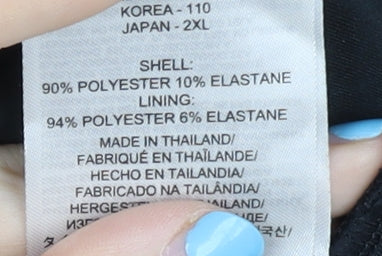 KOREA - 110
JAPAN - 2XL
SHELL:
90% POLYESTER 10% ELASTANE
LINING:
94% POLYESTER 6% ELASTANE
MADE IN THAILAND/
FABRIQUÉ EN THAÏLANDE/
HECHO EN TAILANDIA/
FABRICADO NA TAILÂNDIA/